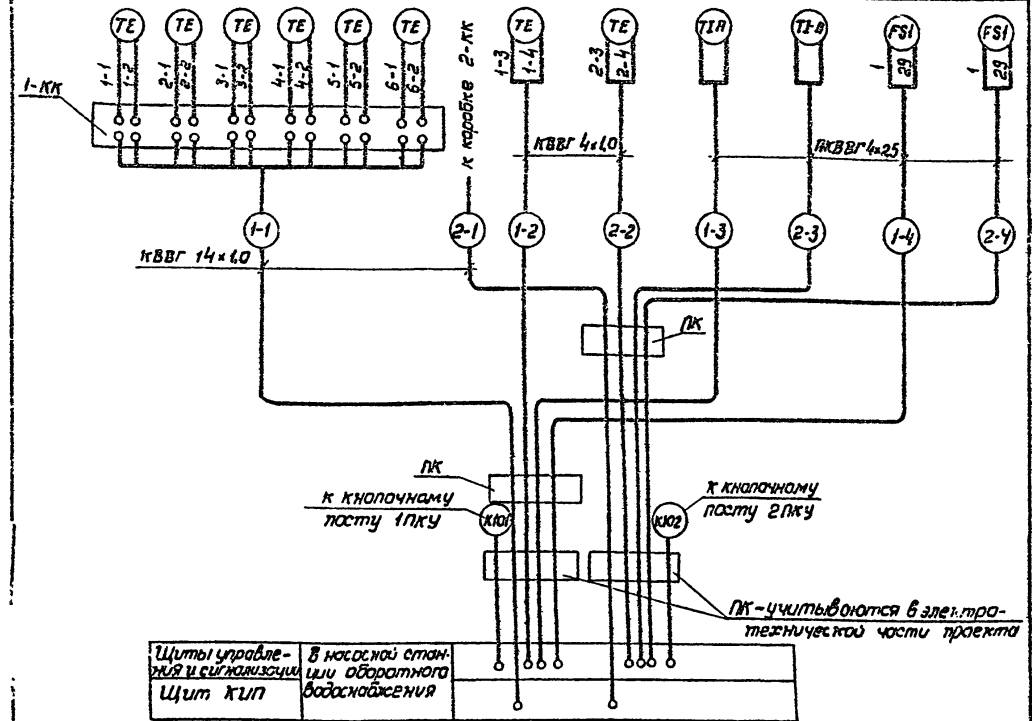 TE TE TE TE TE TE TE TE TIA TIB FS1 FS1
1-1 1-2 2-1 2-2 3-1 3-2 4-1 4-2 5-1 5-2 6-1 6-2
1-3 1-4 2-3 2-4
1 29 1 29
1-КК
к коробке 2-КК
КВВГ 4×1,0
ПКВВГ 4×2,5
1-1 2-1 1-2 2-2 1-3 2-3 1-4 2-4
КВВГ 14×1,0
ПК
ПК
к кнопочному
посту 1ПКУ
КЮ1
к кнопочному
посту 2ПКУ
КЮ2
ПК-учитываются в электро-
технической части проекта
Щиты управле-
ния и сигнализации
Щит КИП
В насосной стан-
ции оборотного
водоснабжения